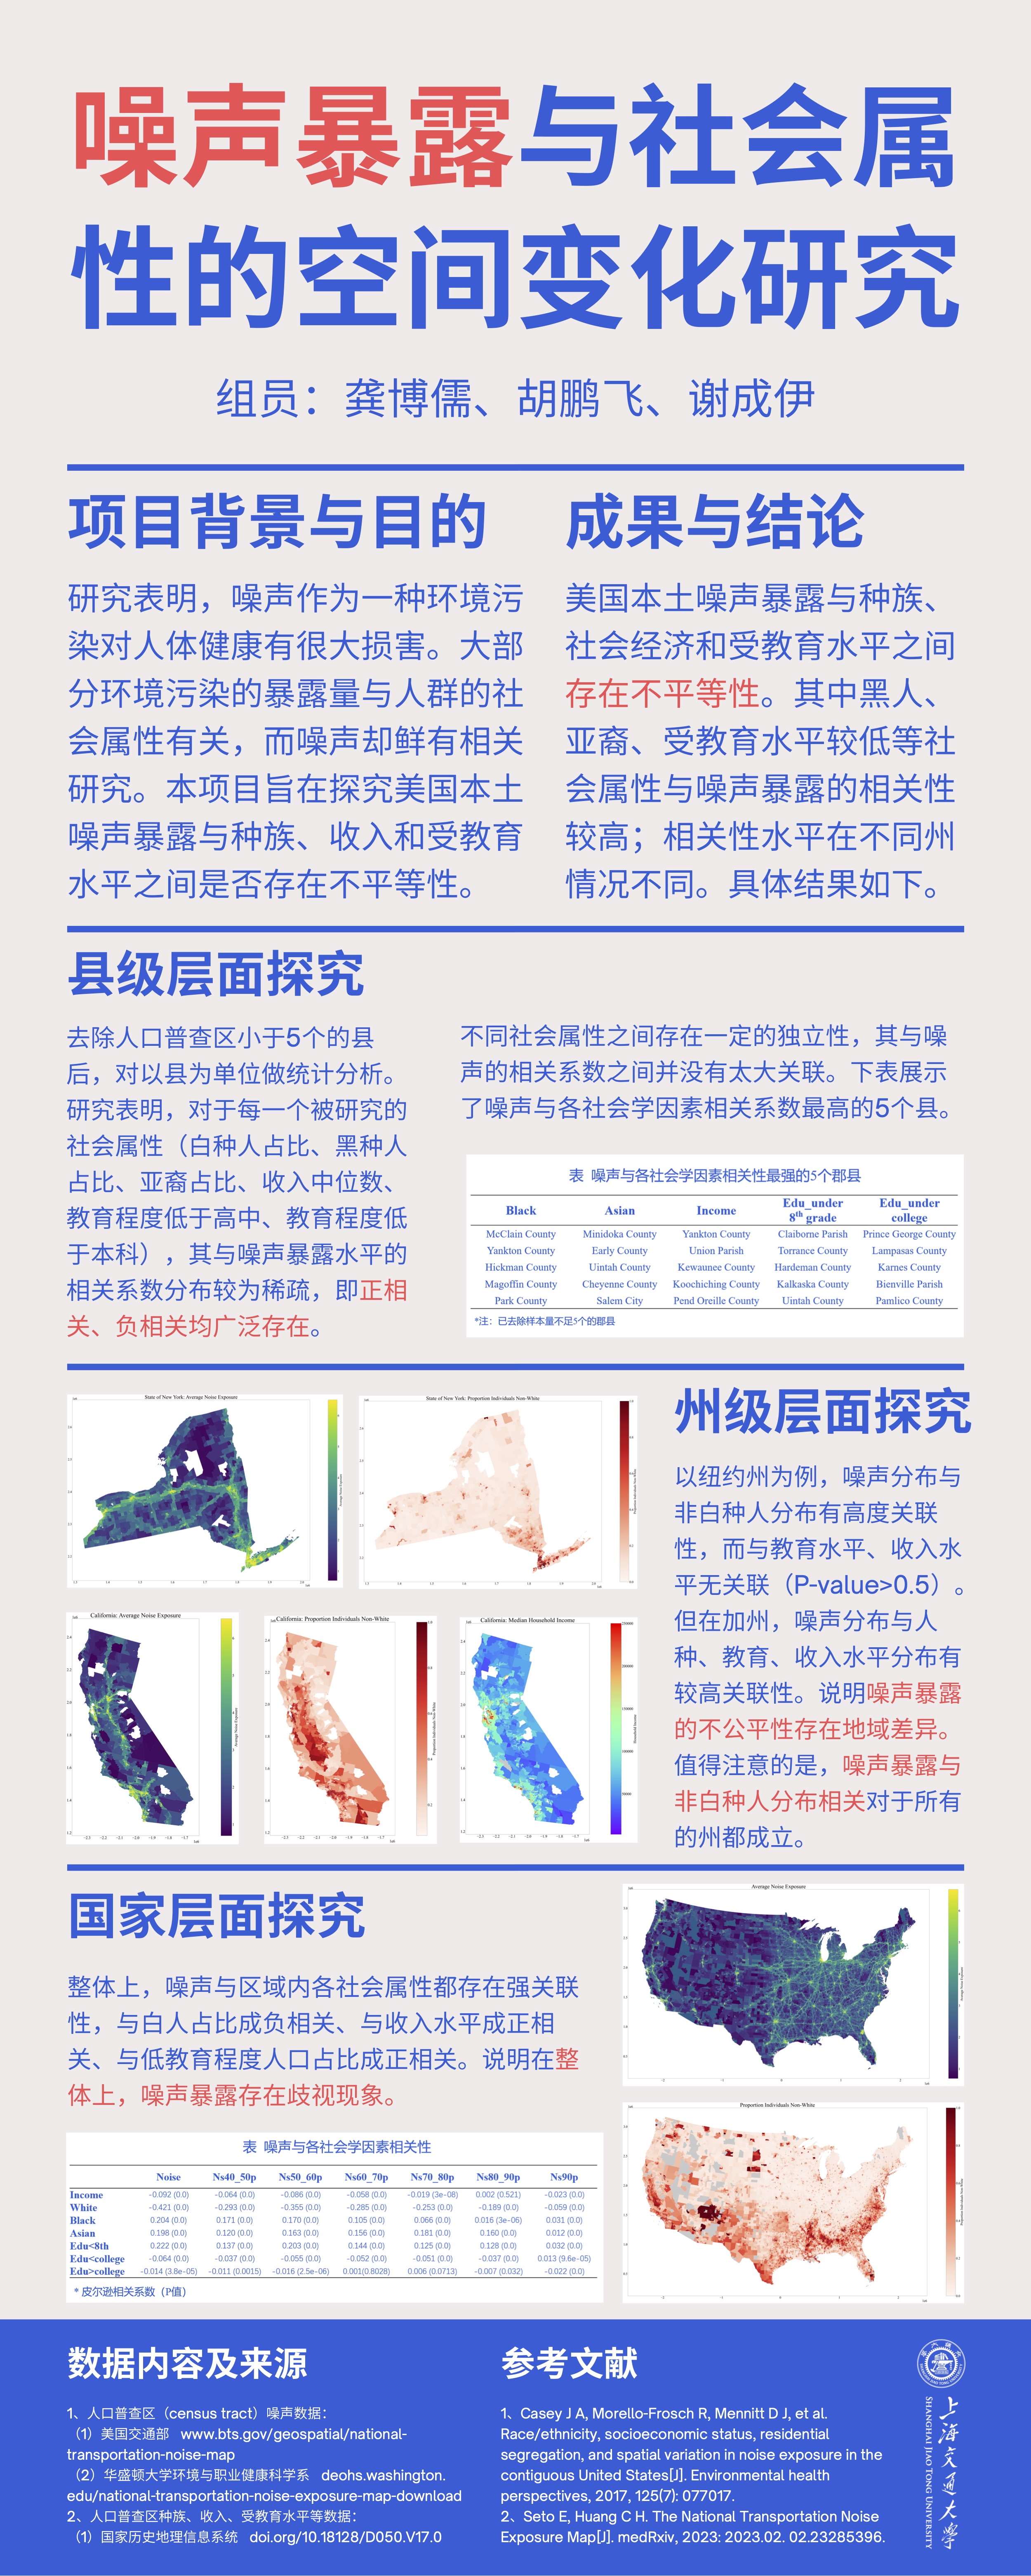 噪声暴露与社会属
性的空间变化研究
组员：龚博儒、胡鹏飞、谢成伊
项目背景与目的
研究表明，噪声作为一种环境污
染对人体健康有很大损害。大部
分环境污染的暴露量与人群的社
会属性有关，而噪声却鲜有相关
研究。本项目旨在探究美国本土
噪声暴露与种族、收入和受教育
水平之间是否存在不平等性。
成果与结论
美国本土噪声暴露与种族、
社会经济和受教育水平之间
存在不平等性。其中黑人、
亚裔、受教育水平较低等社
会属性与噪声暴露的相关性
较高；相关性水平在不同州
情况不同。具体结果如下。
县级层面探究
去除人口普查区小于5个的县
后，对以县为单位做统计分析。
研究表明，对于每一个被研究的
社会属性（白种人占比、黑种人
占比、亚裔占比、收入中位数、
教育程度低于高中、教育程度低
于本科），其与噪声暴露水平的
相关系数分布较为稀疏，即正相
关、负相关均广泛存在。
不同社会属性之间存在一定的独立性，其与噪
声的相关系数之间并没有太大关联。下表展示
了噪声与各社会学因素相关系数最高的5个县。
表 噪声与各社会学因素相关性最强的5个郡县
Black Asian Income Edu_under 8th grade Edu_under college
McClain County Minidoka County Yankton County Claiborne Parish Prince George County
Yankton County Early County Union Parish Torrance County Lampasas County
Hickman County Uintah County Kewaunee County Hardeman County Karnes County
Magoffin County Cheyenne County Koochiching County Kalkaska County Bienville Parish
Park County Salem City Pend Oreille County Uintah County Pamlico County
*注：已去除样本量不足5个的郡县
State of New York: Average Noise Exposure
State of New York: Proportion Individuals Non-White
California: Average Noise Exposure
California: Proportion Individuals Non-White
California: Median Household Income
州级层面探究
以纽约州为例，噪声分布与
非白种人分布有高度关联
性，而与教育水平、收入水
平无关联（P-value>0.5）。
但在加州，噪声分布与人
种、教育、收入水平分布有
较高关联性。说明噪声暴露
的不公平性存在地域差异。
值得注意的是，噪声暴露与
非白种人分布相关对于所有
的州都成立。
国家层面探究
整体上，噪声与区域内各社会属性都存在强关联
性，与白人占比成负相关、与收入水平成正相
关、与低教育程度人口占比成正相关。说明在整
体上，噪声暴露存在歧视现象。
表 噪声与各社会学因素相关性
Noise Ns40_50p Ns50_60p Ns60_70p Ns70_80p Ns80_90p Ns90p
Income -0.092 (0.0) -0.064 (0.0) -0.086 (0.0) -0.058 (0.0) -0.019 (3e-08) 0.002 (0.521) -0.023 (0.0)
White -0.421 (0.0) -0.293 (0.0) -0.355 (0.0) -0.285 (0.0) -0.253 (0.0) -0.189 (0.0) -0.059 (0.0)
Black 0.204 (0.0) 0.171 (0.0) 0.170 (0.0) 0.105 (0.0) 0.066 (0.0) 0.016 (3e-06) 0.031 (0.0)
Asian 0.198 (0.0) 0.120 (0.0) 0.163 (0.0) 0.156 (0.0) 0.181 (0.0) 0.160 (0.0) 0.012 (0.0)
Edu<8th 0.222 (0.0) 0.137 (0.0) 0.203 (0.0) 0.144 (0.0) 0.125 (0.0) 0.128 (0.0) 0.032 (0.0)
Edu<college -0.064 (0.0) -0.037 (0.0) -0.055 (0.0) -0.052 (0.0) -0.051 (0.0) -0.037 (0.0) 0.013 (9.6e-05)
Edu>college -0.014 (3.8e-05) -0.011 (0.0015) -0.016 (2.5e-06) 0.001(0.8028) 0.006 (0.0713) -0.007 (0.032) -0.022 (0.0)
* 皮尔逊相关系数（P值）
Average Noise Exposure
Proportion Individuals Non-White
数据内容及来源
1、人口普查区（census tract）噪声数据：
（1）美国交通部 www.bts.gov/geospatial/national-
transportation-noise-map
（2）华盛顿大学环境与职业健康科学系 deohs.washington.
edu/national-transportation-noise-exposure-map-download
2、人口普查区种族、收入、受教育水平等数据：
（1）国家历史地理信息系统 doi.org/10.18128/D050.V17.0
参考文献
1、Casey J A, Morello-Frosch R, Mennitt D J, et al.
Race/ethnicity, socioeconomic status, residential
segregation, and spatial variation in noise exposure in the
contiguous United States[J]. Environmental health
perspectives, 2017, 125(7): 077017.
2、Seto E, Huang C H. The National Transportation Noise
Exposure Map[J]. medRxiv, 2023: 2023.02. 02.23285396.
上海交通大学
SHANGHAI JIAO TONG UNIVERSITY